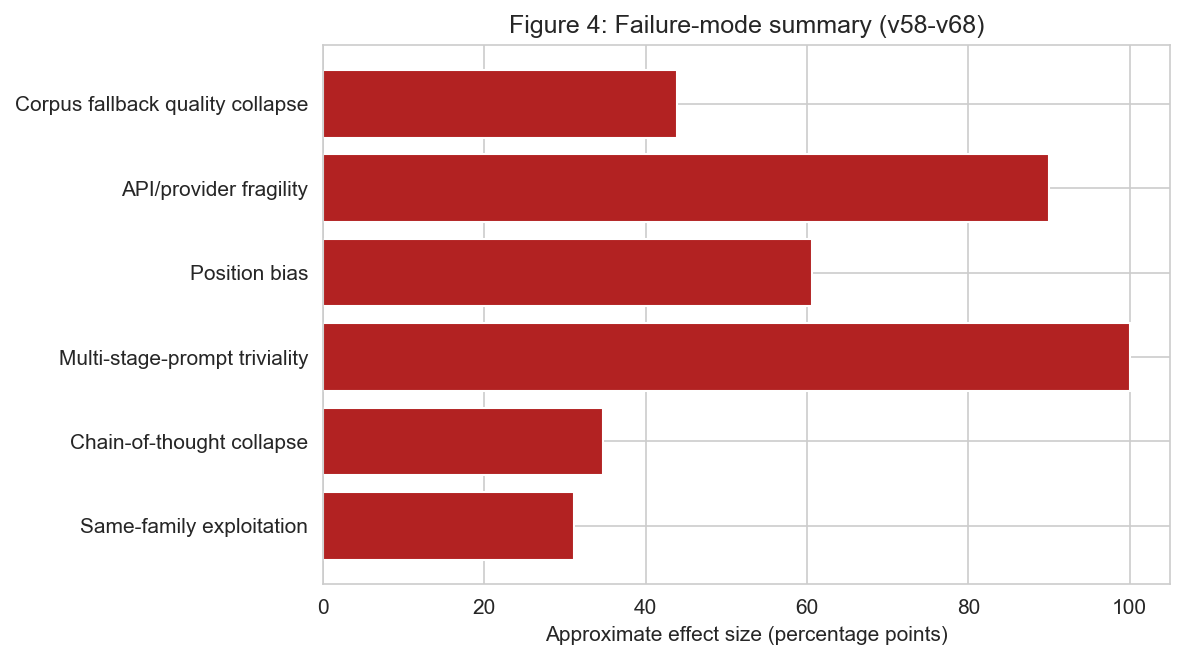 Figure 4: Failure-mode summary (v58-v68)
Corpus fallback quality collapse
API/provider fragility
Position bias
Multi-stage-prompt triviality
Chain-of-thought collapse
Same-family exploitation
0 20 40 60 80 100
Approximate effect size (percentage points)